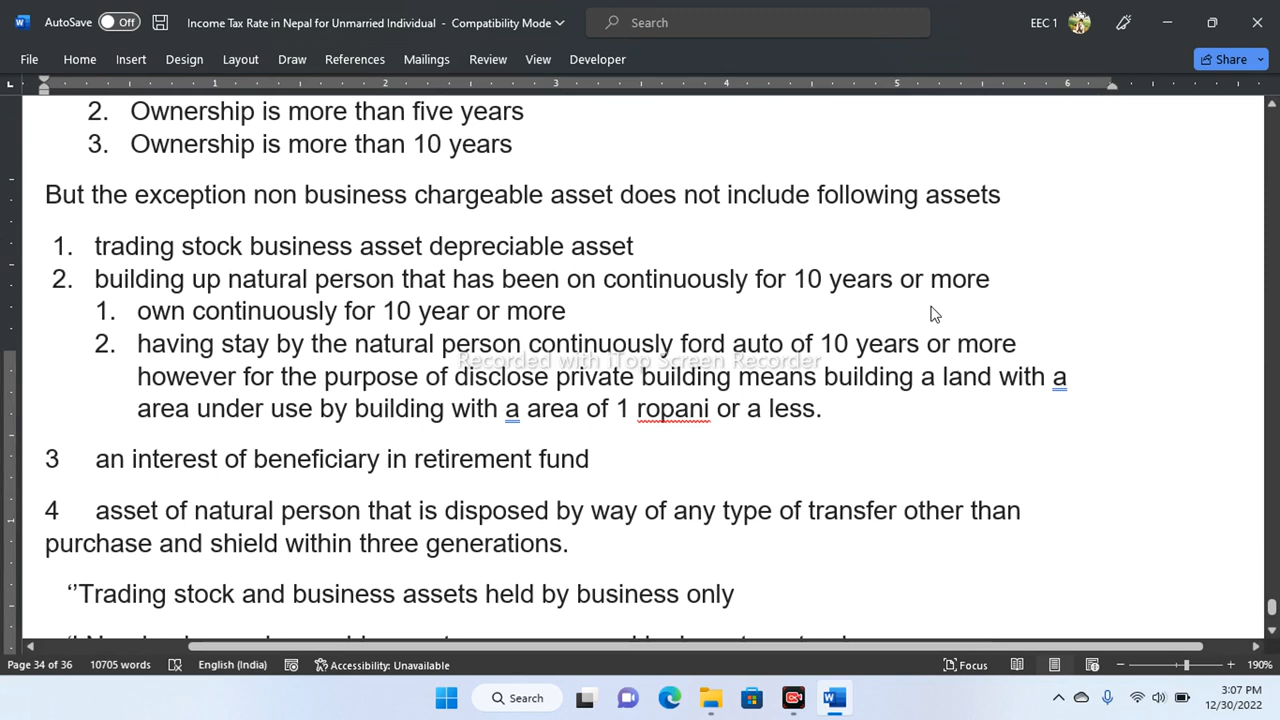 AutoSave Off Income Tax Rate in Nepal for Unmarried Individual - Compatibility Mode Search EEC 1
File Home Insert Design Layout Draw References Mailings Review View Developer Share
1 2 3 4 5 6
2. Ownership is more than five years
3. Ownership is more than 10 years
But the exception non business chargeable asset does not include following assets
1. trading stock business asset depreciable asset
2. building up natural person that has been on continuously for 10 years or more
1. own continuously for 10 year or more
2. having stay by the natural person continuously ford auto of 10 years or more
Recorded with iTop Screen Recorder
however for the purpose of disclose private building means building a land with a
area under use by building with a area of 1 ropani or a less.
3 an interest of beneficiary in retirement fund
4 asset of natural person that is disposed by way of any type of transfer other than
purchase and shield within three generations.
‘’Trading stock and business assets held by business only
Page 34 of 36 10705 words English (India) Accessibility: Unavailable Focus 190%
Search 3:07 PM
12/30/2022